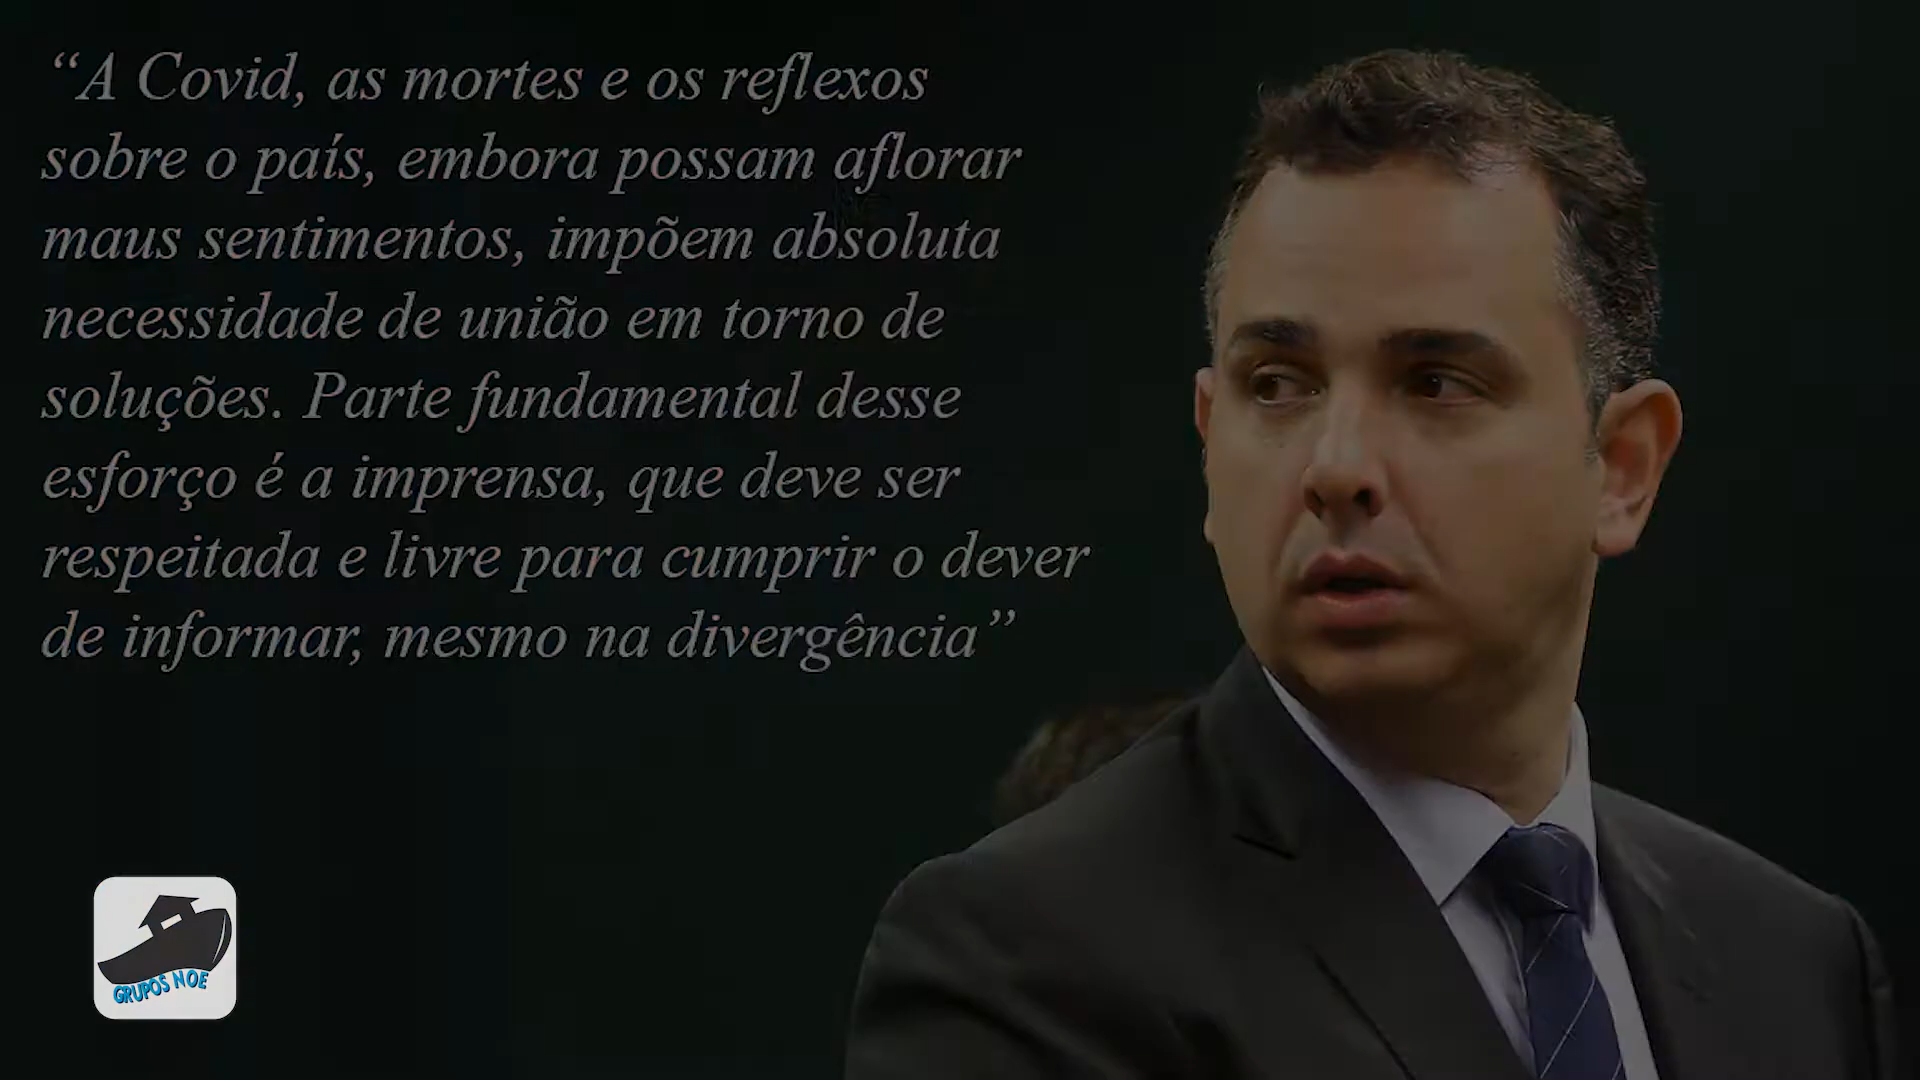 “A Covid, as mortes e os reflexos
sobre o país, embora possam aflorar
maus sentimentos, impõem absoluta
necessidade de união em torno de
soluções. Parte fundamental desse
esforço é a imprensa, que deve ser
respeitada e livre para cumprir o dever
de informar, mesmo na divergência”
GRUPOS NOE